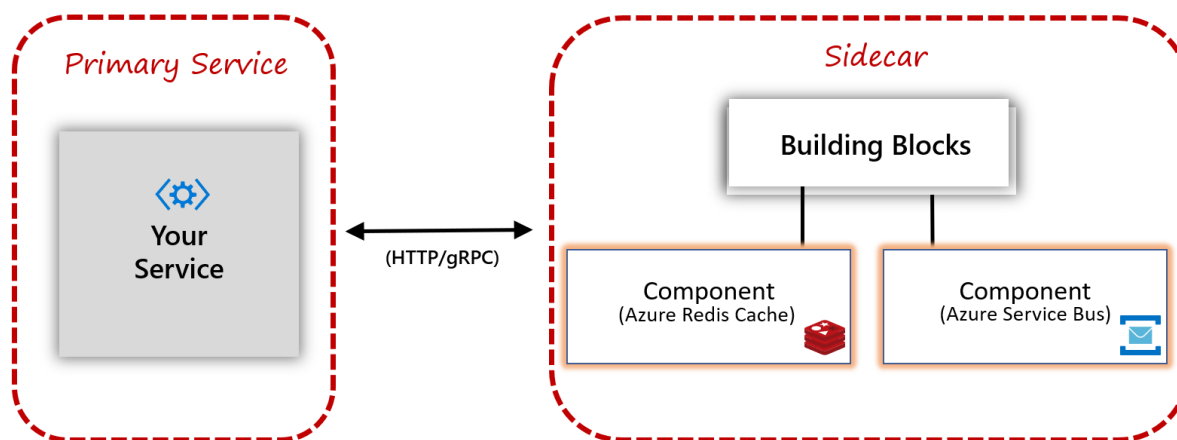 Primary Service
Your
Service
(HTTP/gRPC)
Sidecar
Building Blocks
Component
(Azure Redis Cache)
Component
(Azure Service Bus)